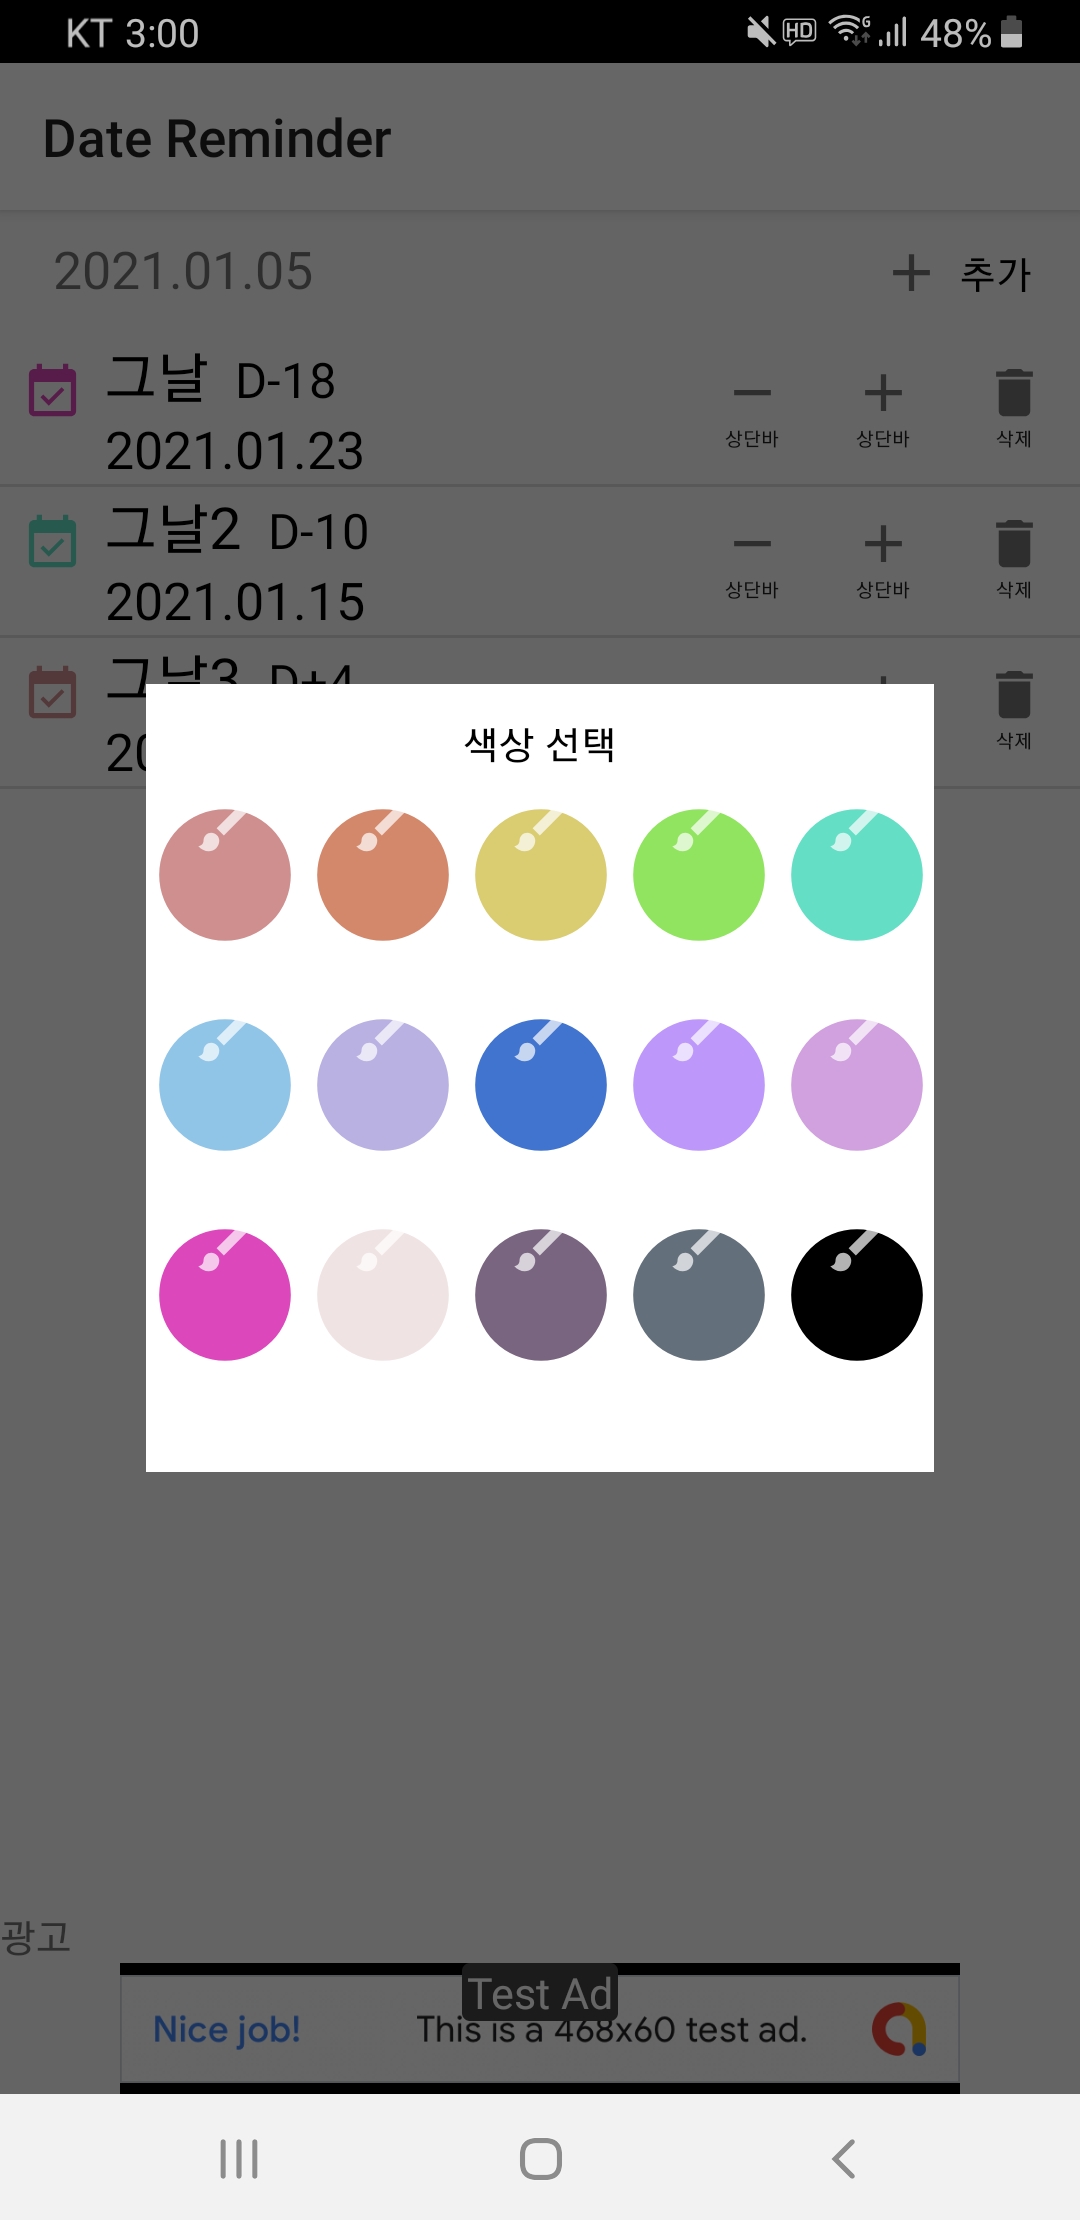 KT 3:00 HD G 48%
Date Reminder
2021.01.05 + 추가
그날 D-18
2021.01.23
상단바 상단바 삭제
그날2 D-10
2021.01.15
상단바 상단바 삭제
그날3 D+4
20
삭제
색상 선택
광고
Test Ad
Nice job! This is a 468x60 test ad.